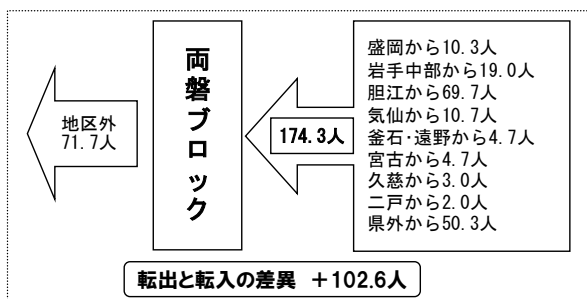 盛岡から10.3人
岩手中部から19.0人
胆江から69.7人
気仙から10.7人
釜石・遠野から4.7人
宮古から4.7人
久慈から3.0人
二戸から2.0人
県外から50.3人
174.3人
両磐ブロック
地区外
71.7人
転出と転入の差異 +102.6人